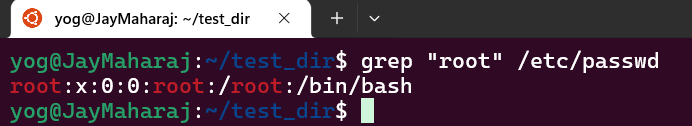 yog@JayMaharaj: ~/test_dir
yog@JayMaharaj:~/test_dir$ grep "root" /etc/passwd
root:x:0:0:root:/root:/bin/bash
yog@JayMaharaj:~/test_dir$